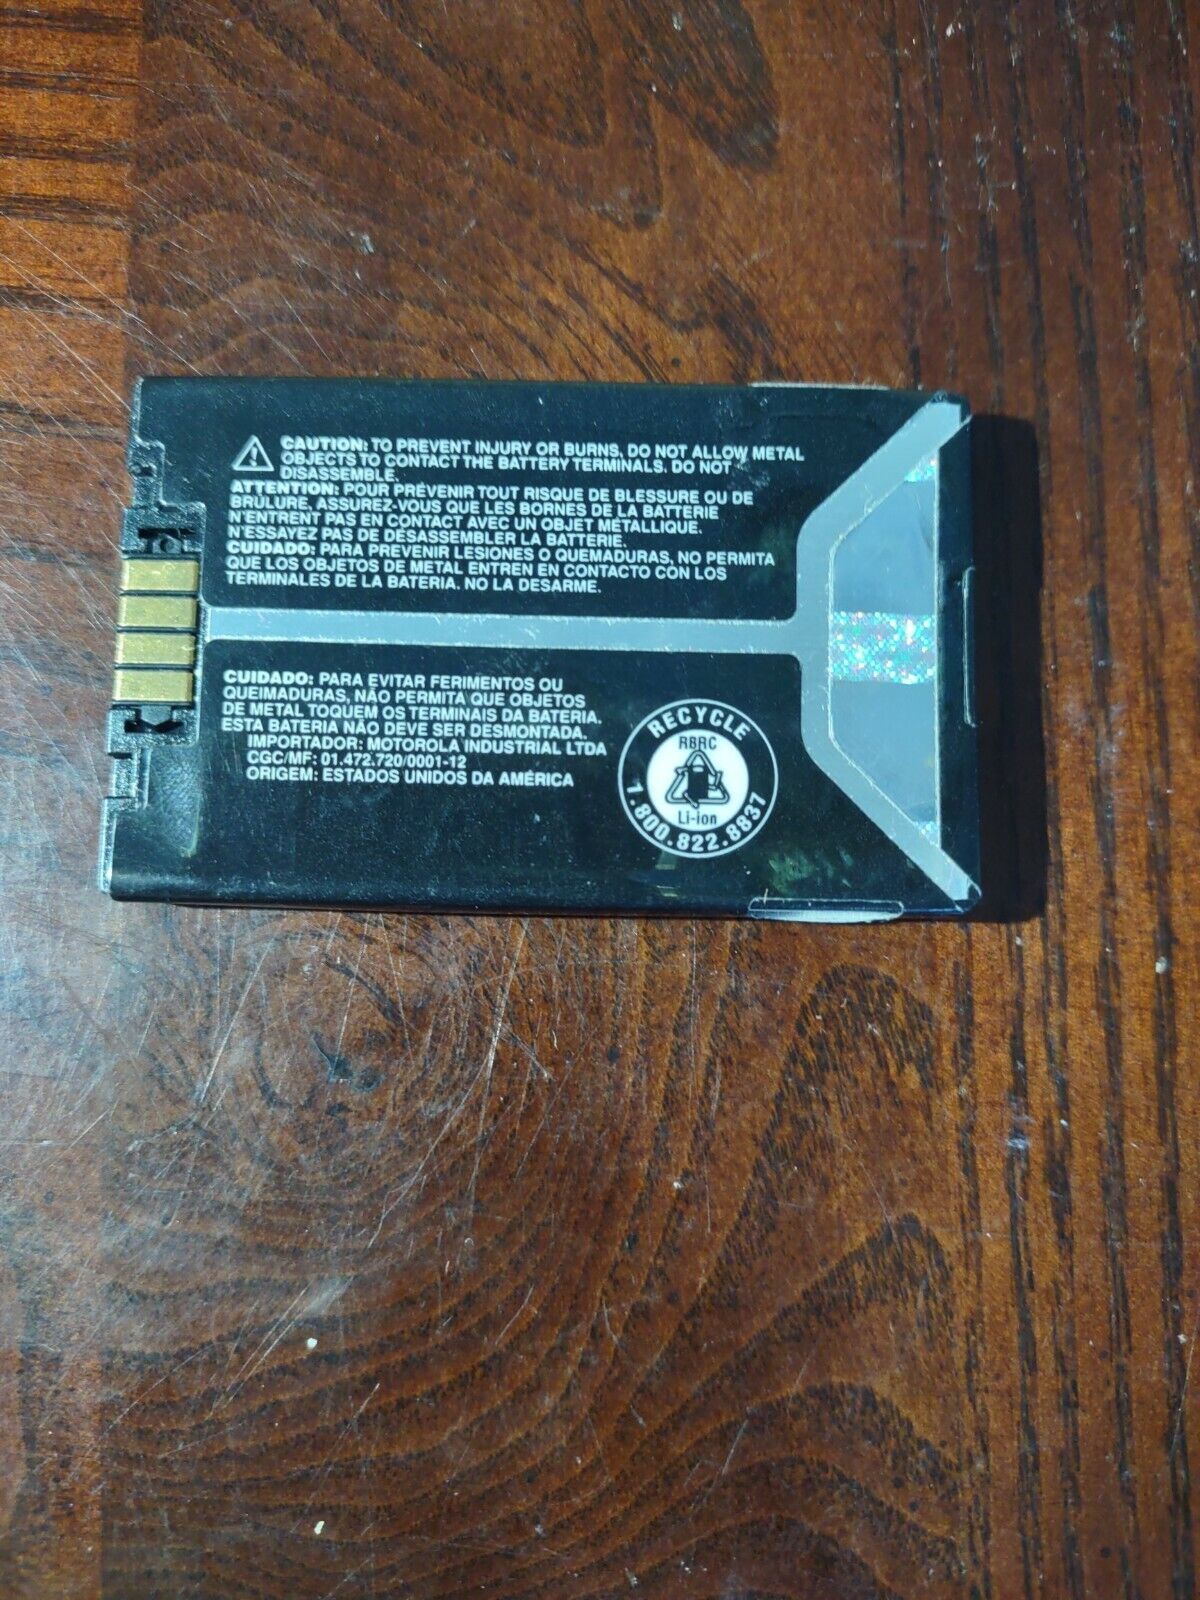 CAUTION: TO PREVENT INJURY OR BURNS, DO NOT ALLOW METAL
OBJECTS TO CONTACT THE BATTERY TERMINALS. DO NOT
DISASSEMBLE.
ATTENTION: POUR PRÉVENIR TOUT RISQUE DE BLESSURE OU DE
BRÛLURE, ASSUREZ-VOUS QUE LES BORNES DE LA BATTERIE
N'ENTRENT PAS EN CONTACT AVEC UN OBJET MÉTALLIQUE.
N'ESSAYEZ PAS DE DÉSASSEMBLER LA BATTERIE.
CUIDADO: PARA PREVENIR LESIONES O QUEMADURAS, NO PERMITA
QUE LOS OBJETOS DE METAL ENTREN EN CONTACTO CON LOS
TERMINALES DE LA BATERIA. NO LA DESARME.
CUIDADO: PARA EVITAR FERIMENTOS OU
QUEIMADURAS, NÃO PERMITA QUE OBJETOS
DE METAL TOQUEM OS TERMINAIS DA BATERIA.
ESTA BATERIA NÃO DEVE SER DESMONTADA.
IMPORTADOR: MOTOROLA INDUSTRIAL LTDA
CGC/MF: 01.472.720/0001-12
ORIGEM: ESTADOS UNIDOS DA AMÉRICA
RECYCLE
RBRC
Li-ion
1.800.822.8837